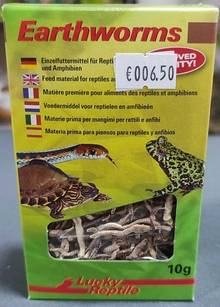 Earthworms
Einzelfuttermittel für Repti
und Amphibien
€006,50
Feed material for reptiles a
Matière première pour aliments des reptiles et amphibiens
Voedermiddel voor reptielen en amfibieën
Materie prima per mangimi per rettili e anfibi
Materia prima para piensos para reptiles y anfibios
10g
Lucky
Reptile